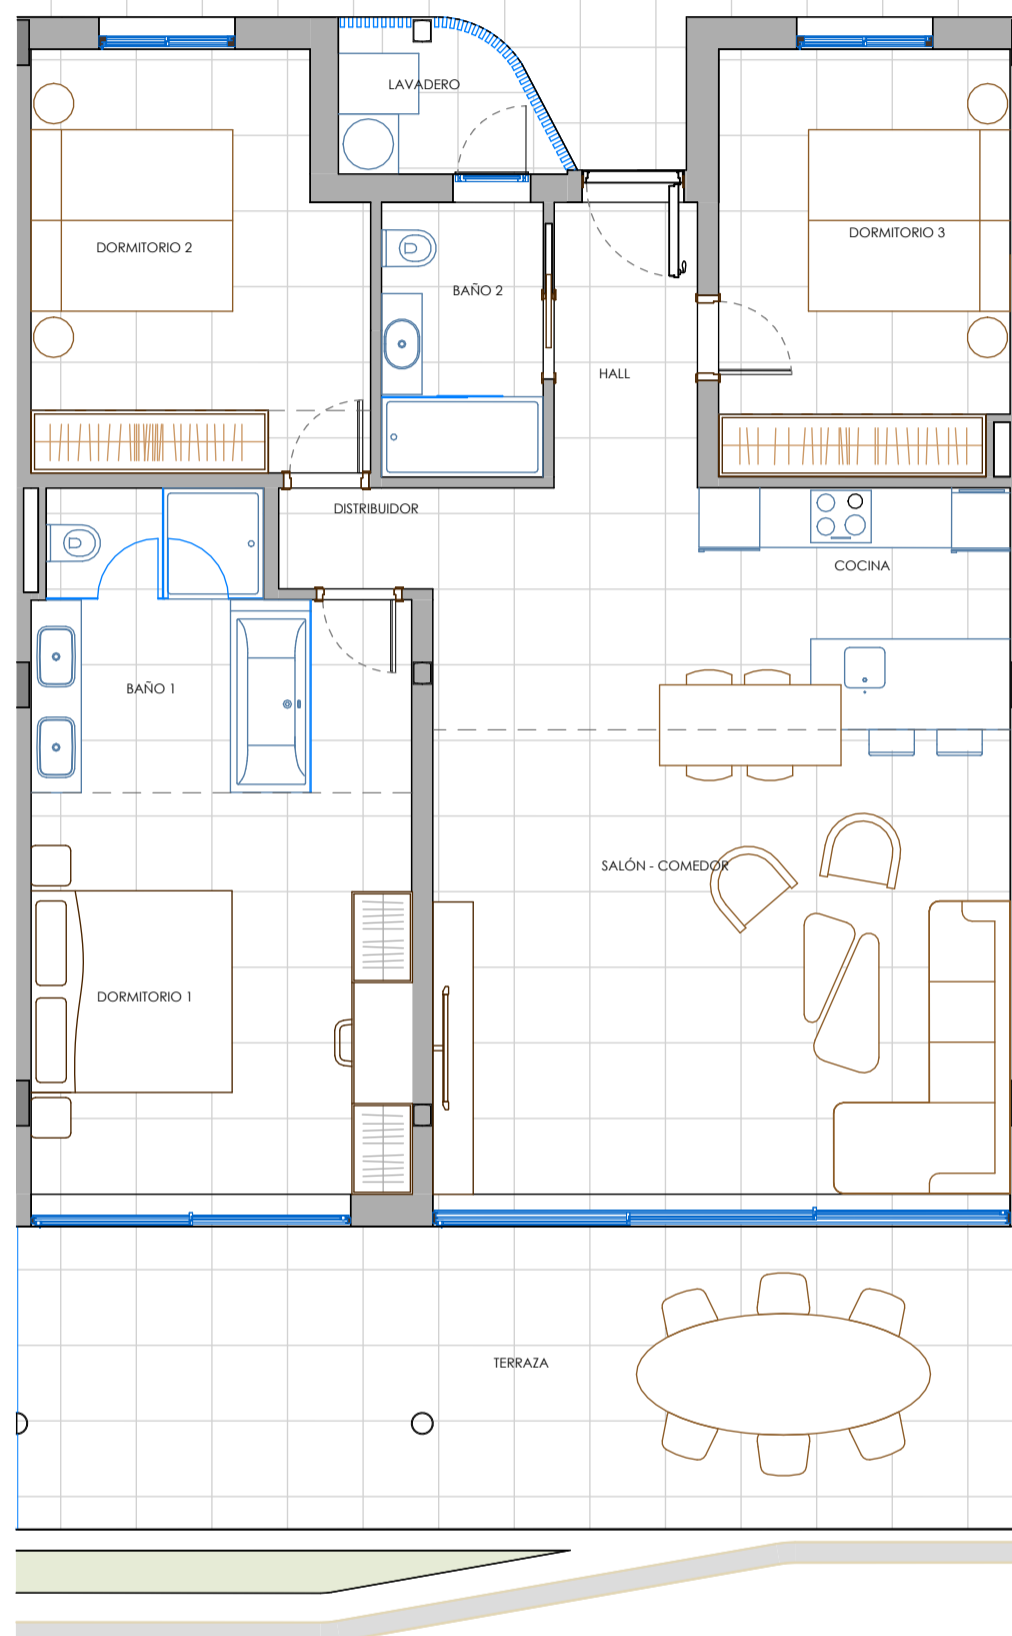 LAVADERO
DORMITORIO 2
DORMITORIO 3
BAÑO 2
HALL
DISTRIBUIDOR
COCINA
BAÑO 1
SALÓN - COMEDOR
DORMITORIO 1
TERRAZA